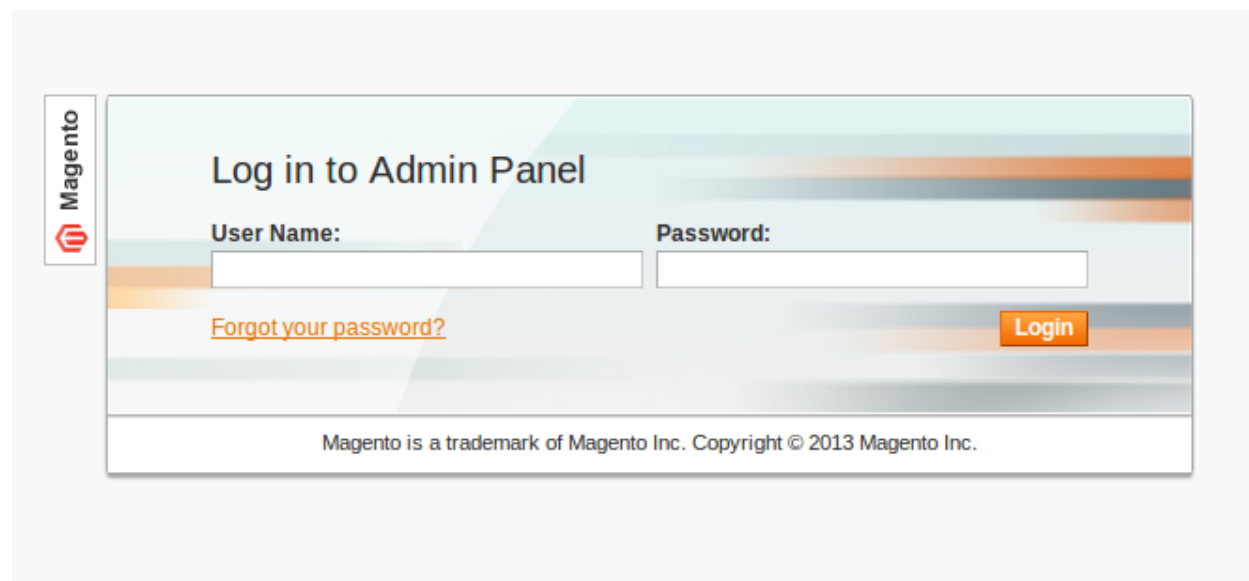 Magento
Log in to Admin Panel
User Name:
Password:
Forgot your password?
Login
Magento is a trademark of Magento Inc. Copyright © 2013 Magento Inc.